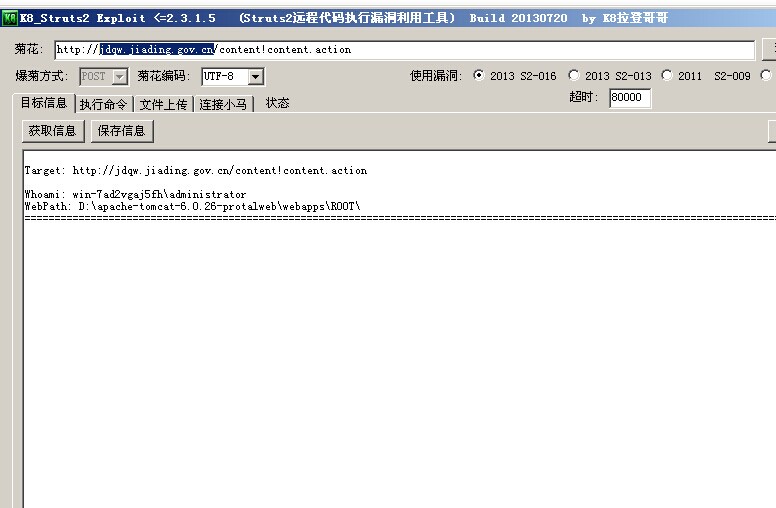 K8_Struts2 Exploit <=2.3.1.5 (Struts2远程代码执行漏洞利用工具) Build 20130720 by K8拉登哥哥
菊花: http://jdqw.jiading.gov.cn/content!content.action
爆菊方式: POST 菊花编码: UTF-8 使用漏洞: 2013 S2-016 2013 S2-013 2011 S2-009
超时: 80000
目标信息 执行命令 文件上传 连接小马 状态
获取信息 保存信息
Target: http://jdqw.jiading.gov.cn/content!content.action
Whoami: win-7ad2vgaj5fh\administrator
WebPath: D:\apache-tomcat-6.0.26-protalweb\webapps\ROOT\